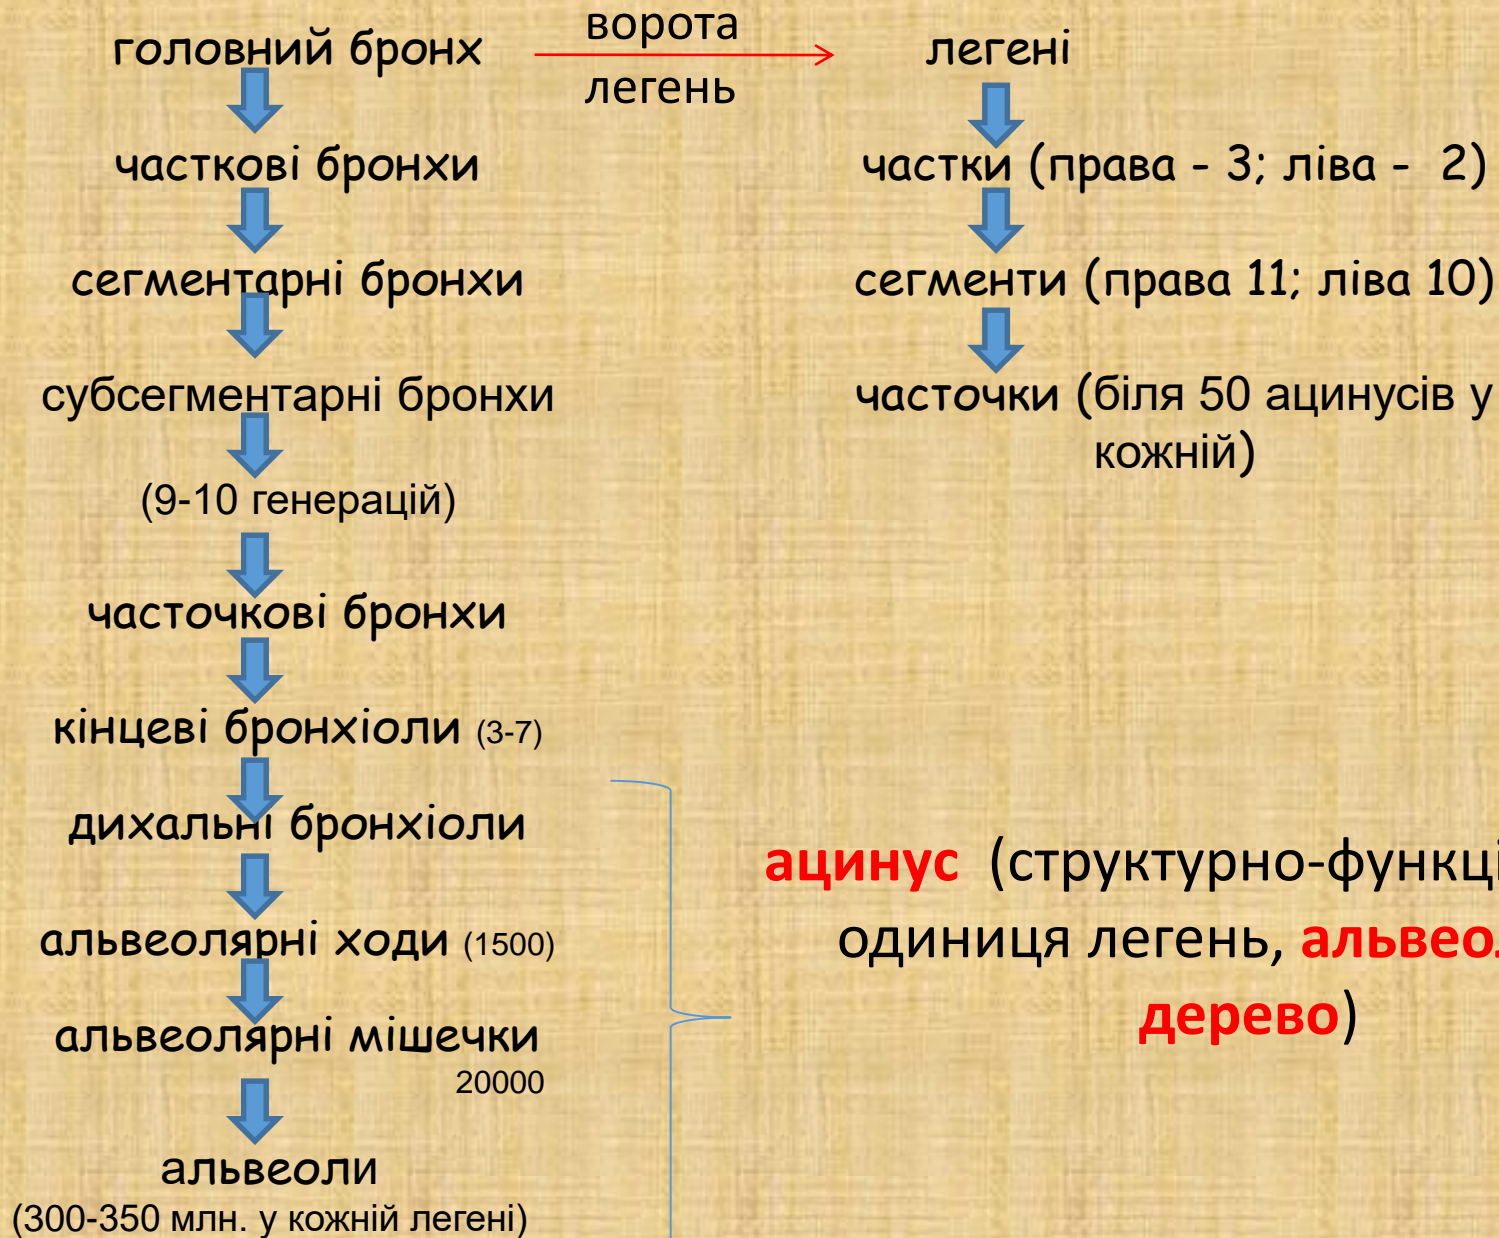 головний бронх
ворота
легень
легені
часткові бронхи
частки (права - 3; ліва - 2)
сегментарні бронхи
сегменти (права 11; ліва 10)
субсегментарні бронхи
часточки (біля 50 ацинусів у
кожній)
(9-10 генерацій)
часточкові бронхи
кінцеві бронхіоли (3-7)
дихальні бронхіоли
альвеолярні ходи (1500)
альвеолярні мішечки
20000
альвеоли
(300-350 млн. у кожній легені)
ацинус (структурно-
одиниця легень,
дерево)